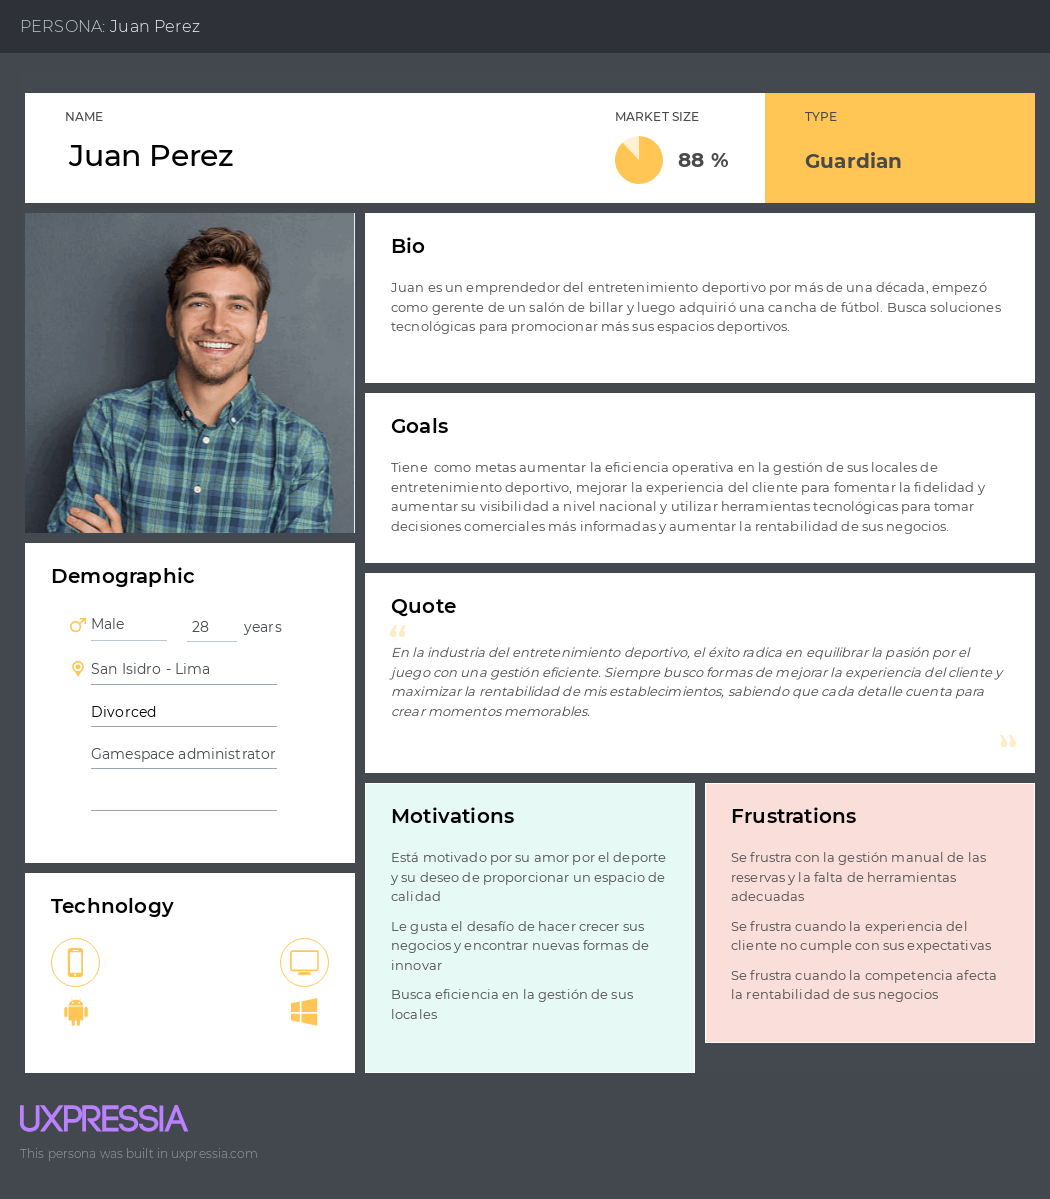 PERSONA: Juan Perez
NAME
Juan Perez
MARKET SIZE
88 %
TYPE
Guardian
Bio
Juan es un emprendedor del entretenimiento deportivo por más de una década, empezó
como gerente de un salón de billar y luego adquirió una cancha de fútbol. Busca soluciones
tecnológicas para promocionar más sus espacios deportivos.
Goals
Tiene  como metas aumentar la eficiencia operativa en la gestión de sus locales de
entretenimiento deportivo, mejorar la experiencia del cliente para fomentar la fidelidad y
aumentar su visibilidad a nivel nacional y utilizar herramientas tecnológicas para tomar
decisiones comerciales más informadas y aumentar la rentabilidad de sus negocios.
Demographic
Male
28 years
San Isidro - Lima
Divorced
Gamespace administrator
Quote
“
En la industria del entretenimiento deportivo, el éxito radica en equilibrar la pasión por el
juego con una gestión eficiente. Siempre busco formas de mejorar la experiencia del cliente y
maximizar la rentabilidad de mis establecimientos, sabiendo que cada detalle cuenta para
crear momentos memorables.
”
Technology
Motivations
Está motivado por su amor por el deporte
y su deseo de proporcionar un espacio de
calidad
Le gusta el desafío de hacer crecer sus
negocios y encontrar nuevas formas de
innovar
Busca eficiencia en la gestión de sus
locales
Frustrations
Se frustra con la gestión manual de las
reservas y la falta de herramientas
adecuadas
Se frustra cuando la experiencia del
cliente no cumple con sus expectativas
Se frustra cuando la competencia afecta
la rentabilidad de sus negocios
UXPRESSIA
This persona was built in uxpressia.com